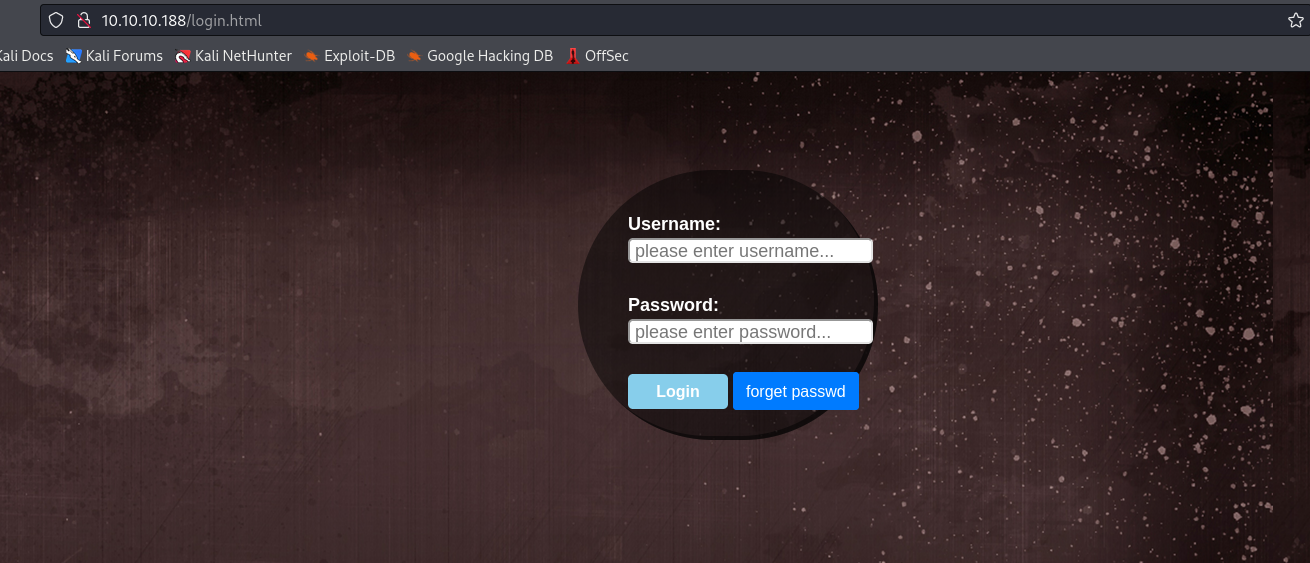 10.10.10.188/login.html
Kali Docs Kali Forums Kali NetHunter Exploit-DB Google Hacking DB OffSec
Username:
please enter username...
Password:
please enter password...
Login forget passwd